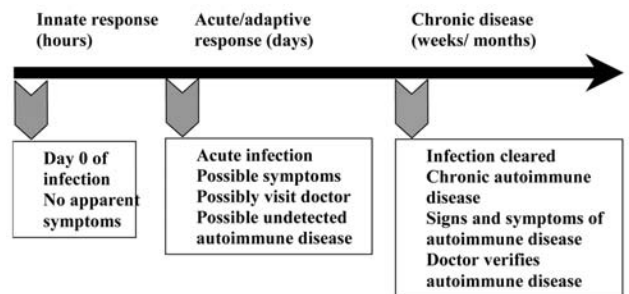 Innate response
(hours)
Acute/adaptive
response (days)
Chronic disease
(weeks/ months)
Day 0 of
infection
No apparent
symptoms
Acute infection
Possible symptoms
Possibly visit doctor
Possible undetected
autoimmune disease
Infection cleared
Chronic autoimmune
disease
Signs and symptoms of
autoimmune disease
Doctor verifies
autoimmune disease